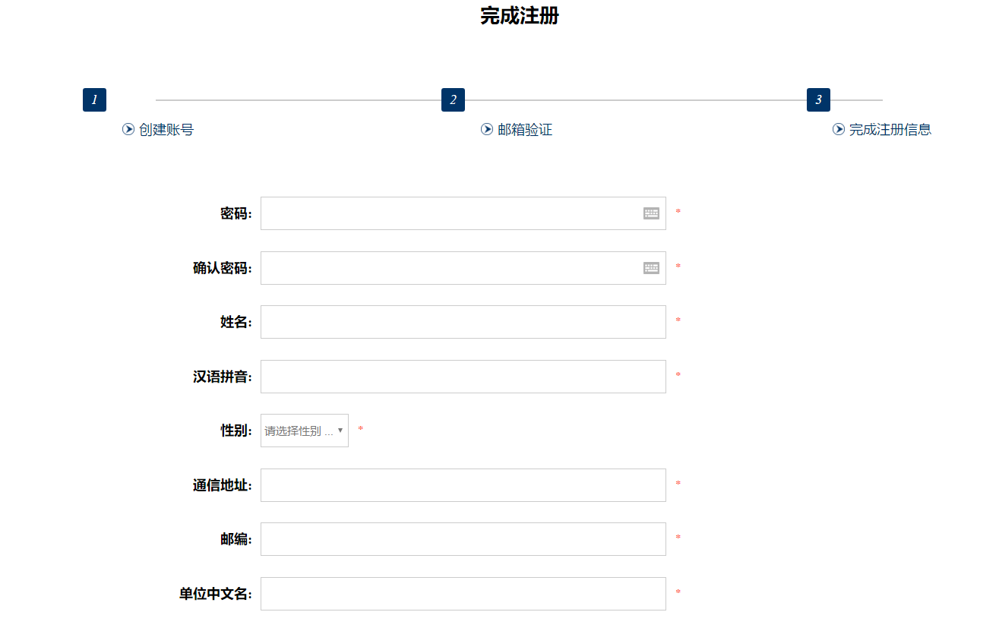 完成注册
1 2 3
创建账号 邮箱验证 完成注册信息
密码: *
确认密码: *
姓名: *
汉语拼音: *
性别: 请选择性别 ... *
通信地址: *
邮编: *
单位中文名: *